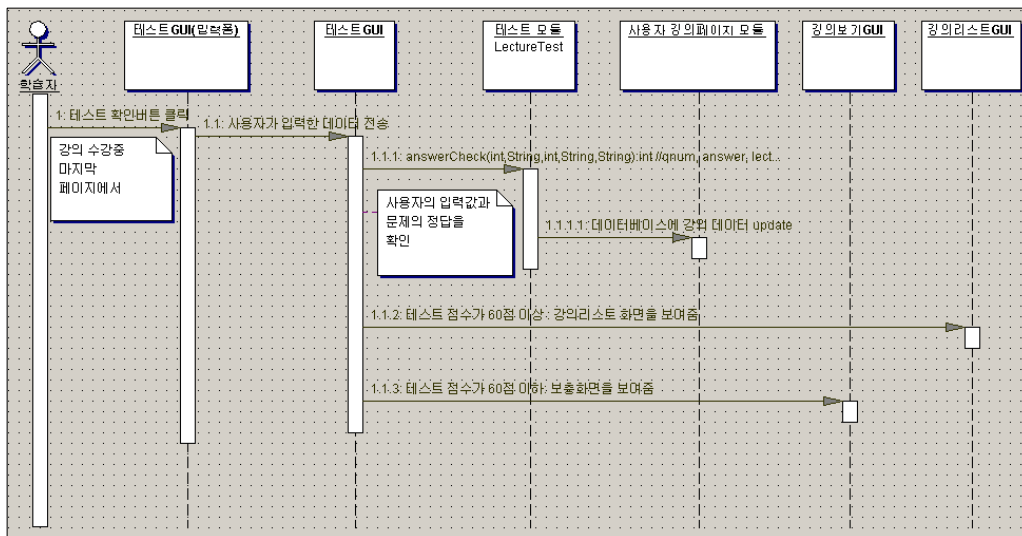 테스트GUI(입력폼)
테스트GUI
테스트 모듈
LectureTest
사용자 강의페이지 모듈
강의보기GUI
강의리스트GUI
학습자
1: 테스트 확인버튼 클릭
1.1: 사용자가 입력한 데이터 전송
강의 수강중
마지막
페이지에서
1.1.1: answerCheck(int,String,int,String,String):int //qnum, answer, lect...
사용자의 입력값과
문제의 정답을
확인
1.1.1.1: 데이터베이스에 강의 데이터 update
1.1.2: 테스트 점수가 60점 이상 : 강의리스트 화면을 보여줌
1.1.3: 테스트 점수가 60점 이하: 보충화면을 보여줌